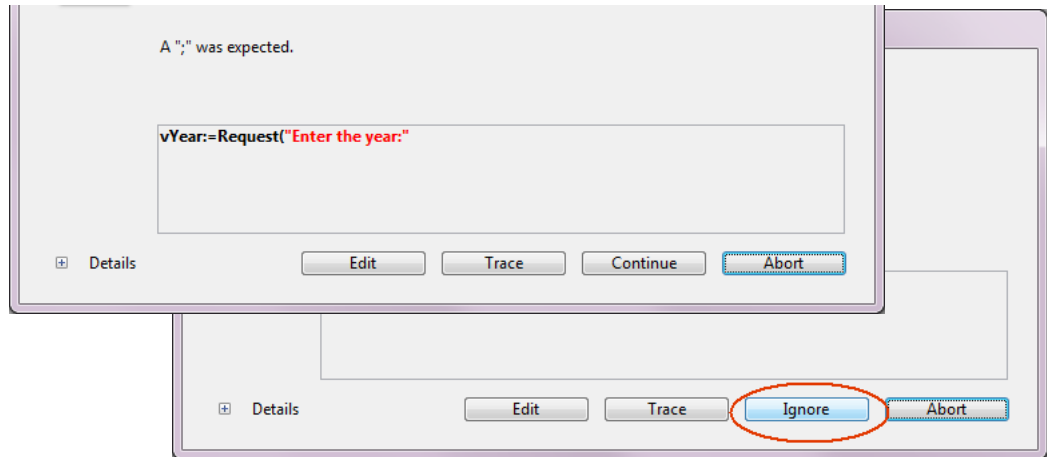 A ";" was expected.
vYear:=Request("Enter the year:"
Details Edit Trace Continue Abort
Details Edit Trace Ignore Abort